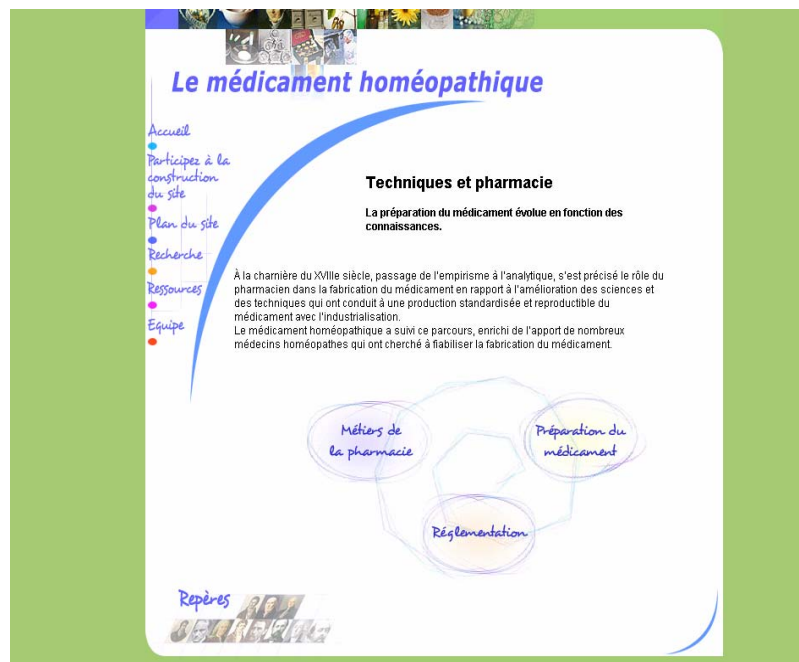 Le médicament homéopathique
Accueil
Participez à la
construction
du site
Plan du site
Recherche
Ressources
Equipe
Techniques et pharmacie
La préparation du médicament évolue en fonction des
connaissances.
À la charnière du XVIIIe siècle, passage de l'empirisme à l'analytique, s'est précisé le rôle du
pharmacien dans la fabrication du médicament en rapport à l'amélioration des sciences et
des techniques qui ont conduit à une production standardisée et reproductible du
médicament avec l'industrialisation.
Le médicament homéopathique a suivi ce parcours, enrichi de l'apport de nombreux
médecins homéopathes qui ont cherché à fiabiliser la fabrication du médicament.
Métiers de
la pharmacie
Préparation du
médicament
Réglementation
Repères